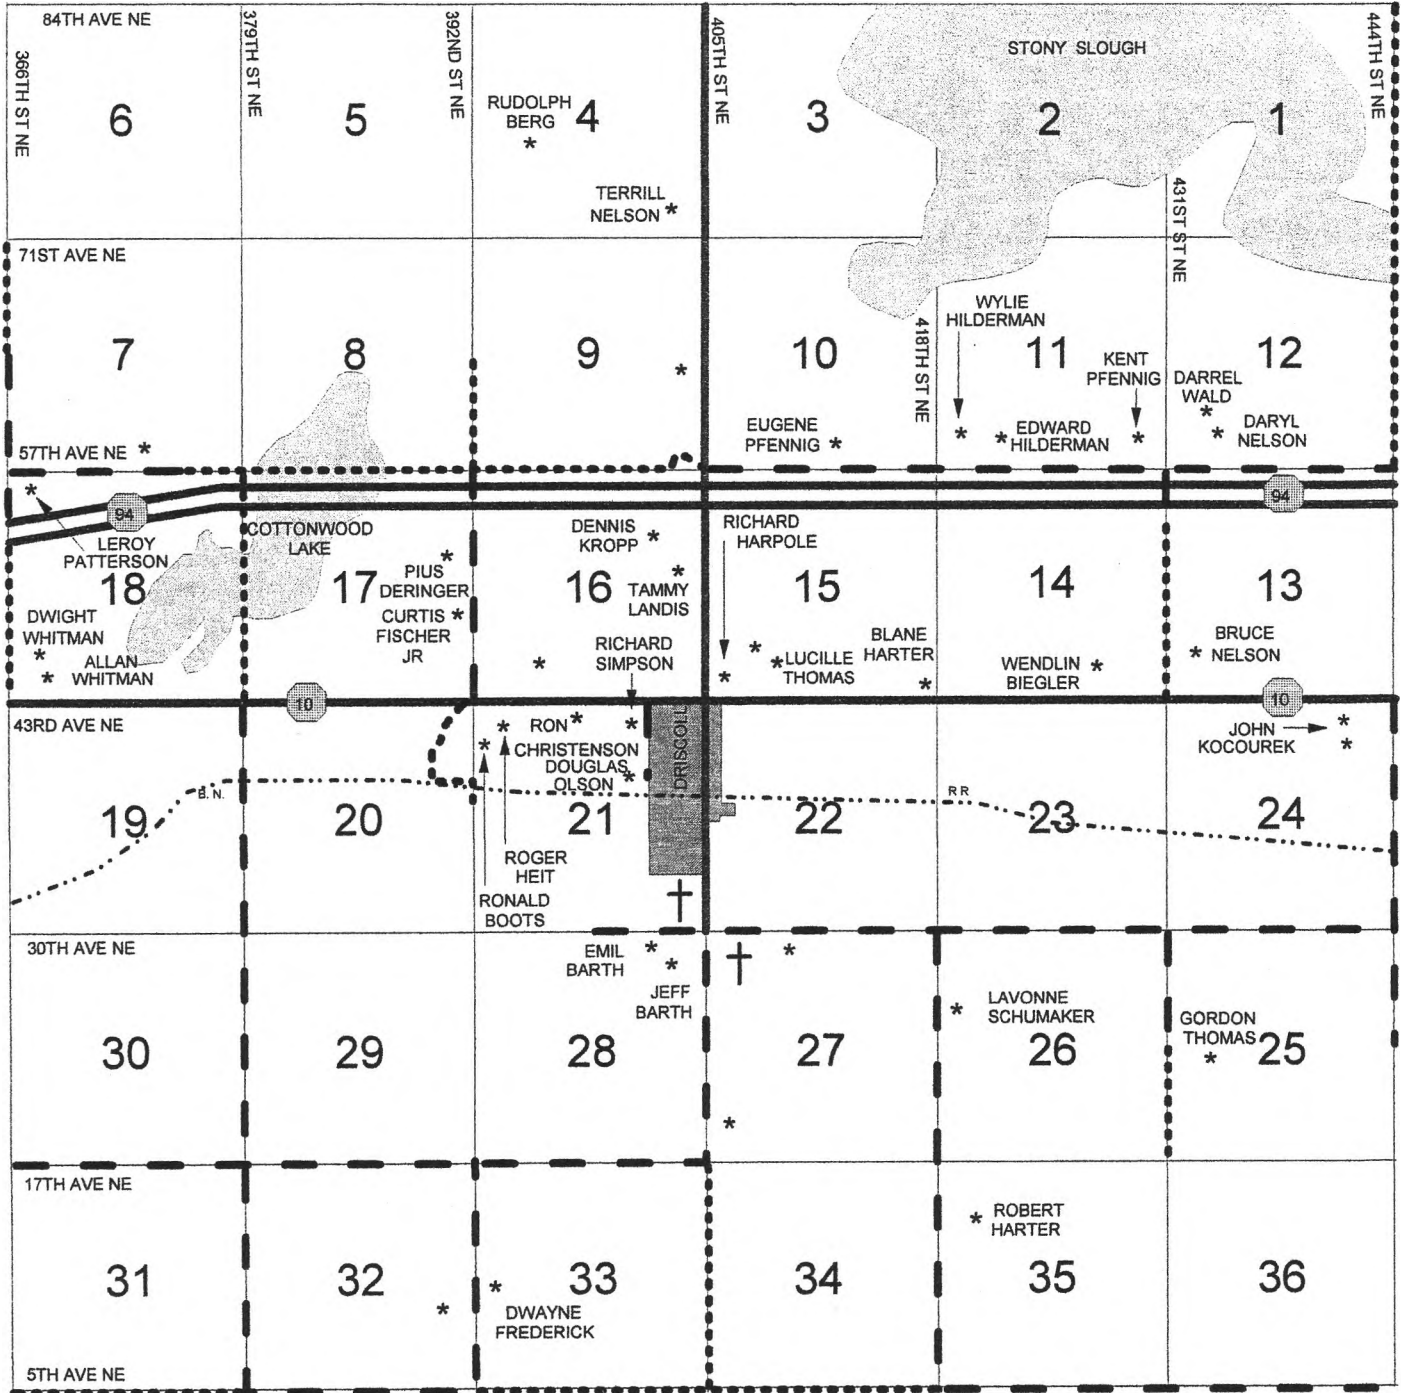 84TH AVE NE
366TH ST NE
379TH ST NE
392ND ST NE
405TH ST NE
444TH ST NE
STONY SLOUGH
6
5
RUDOLPH
BERG
4
3
2
1
TERRILL
NELSON
431ST ST NE
71ST AVE NE
7
8
9
10
418TH ST NE
WYLIE
HILDERMAN
11
KENT
PFENNIG
12
DARREL
WALD
DARYL
NELSON
EUGENE
PFENNIG
EDWARD
HILDERMAN
57TH AVE NE
94
94
LEROY
PATTERSON
COTTONWOOD
LAKE
DENNIS
KROPP
RICHARD
HARPOLE
18
17
PIUS
DERINGER
16
TAMMY
LANDIS
15
14
13
DWIGHT
WHITMAN
ALLAN
WHITMAN
CURTIS
FISCHER
JR
RICHARD
SIMPSON
LUCILLE
THOMAS
BLANE
HARTER
WENDLIN
BIEGLER
BRUCE
NELSON
10
10
43RD AVE NE
RON
CHRISTENSON
DOUGLAS
OLSON
DRISCOLL
JOHN
KOCOUREK
B.N.
RR
19
20
21
22
23
24
ROGER
HEIT
RONALD
BOOTS
30TH AVE NE
EMIL
BARTH
JEFF
BARTH
LAVONNE
SCHUMAKER
GORDON
THOMAS
30
29
28
27
26
25
17TH AVE NE
ROBERT
HARTER
31
32
33
34
35
36
DWAYNE
FREDERICK
5TH AVE NE